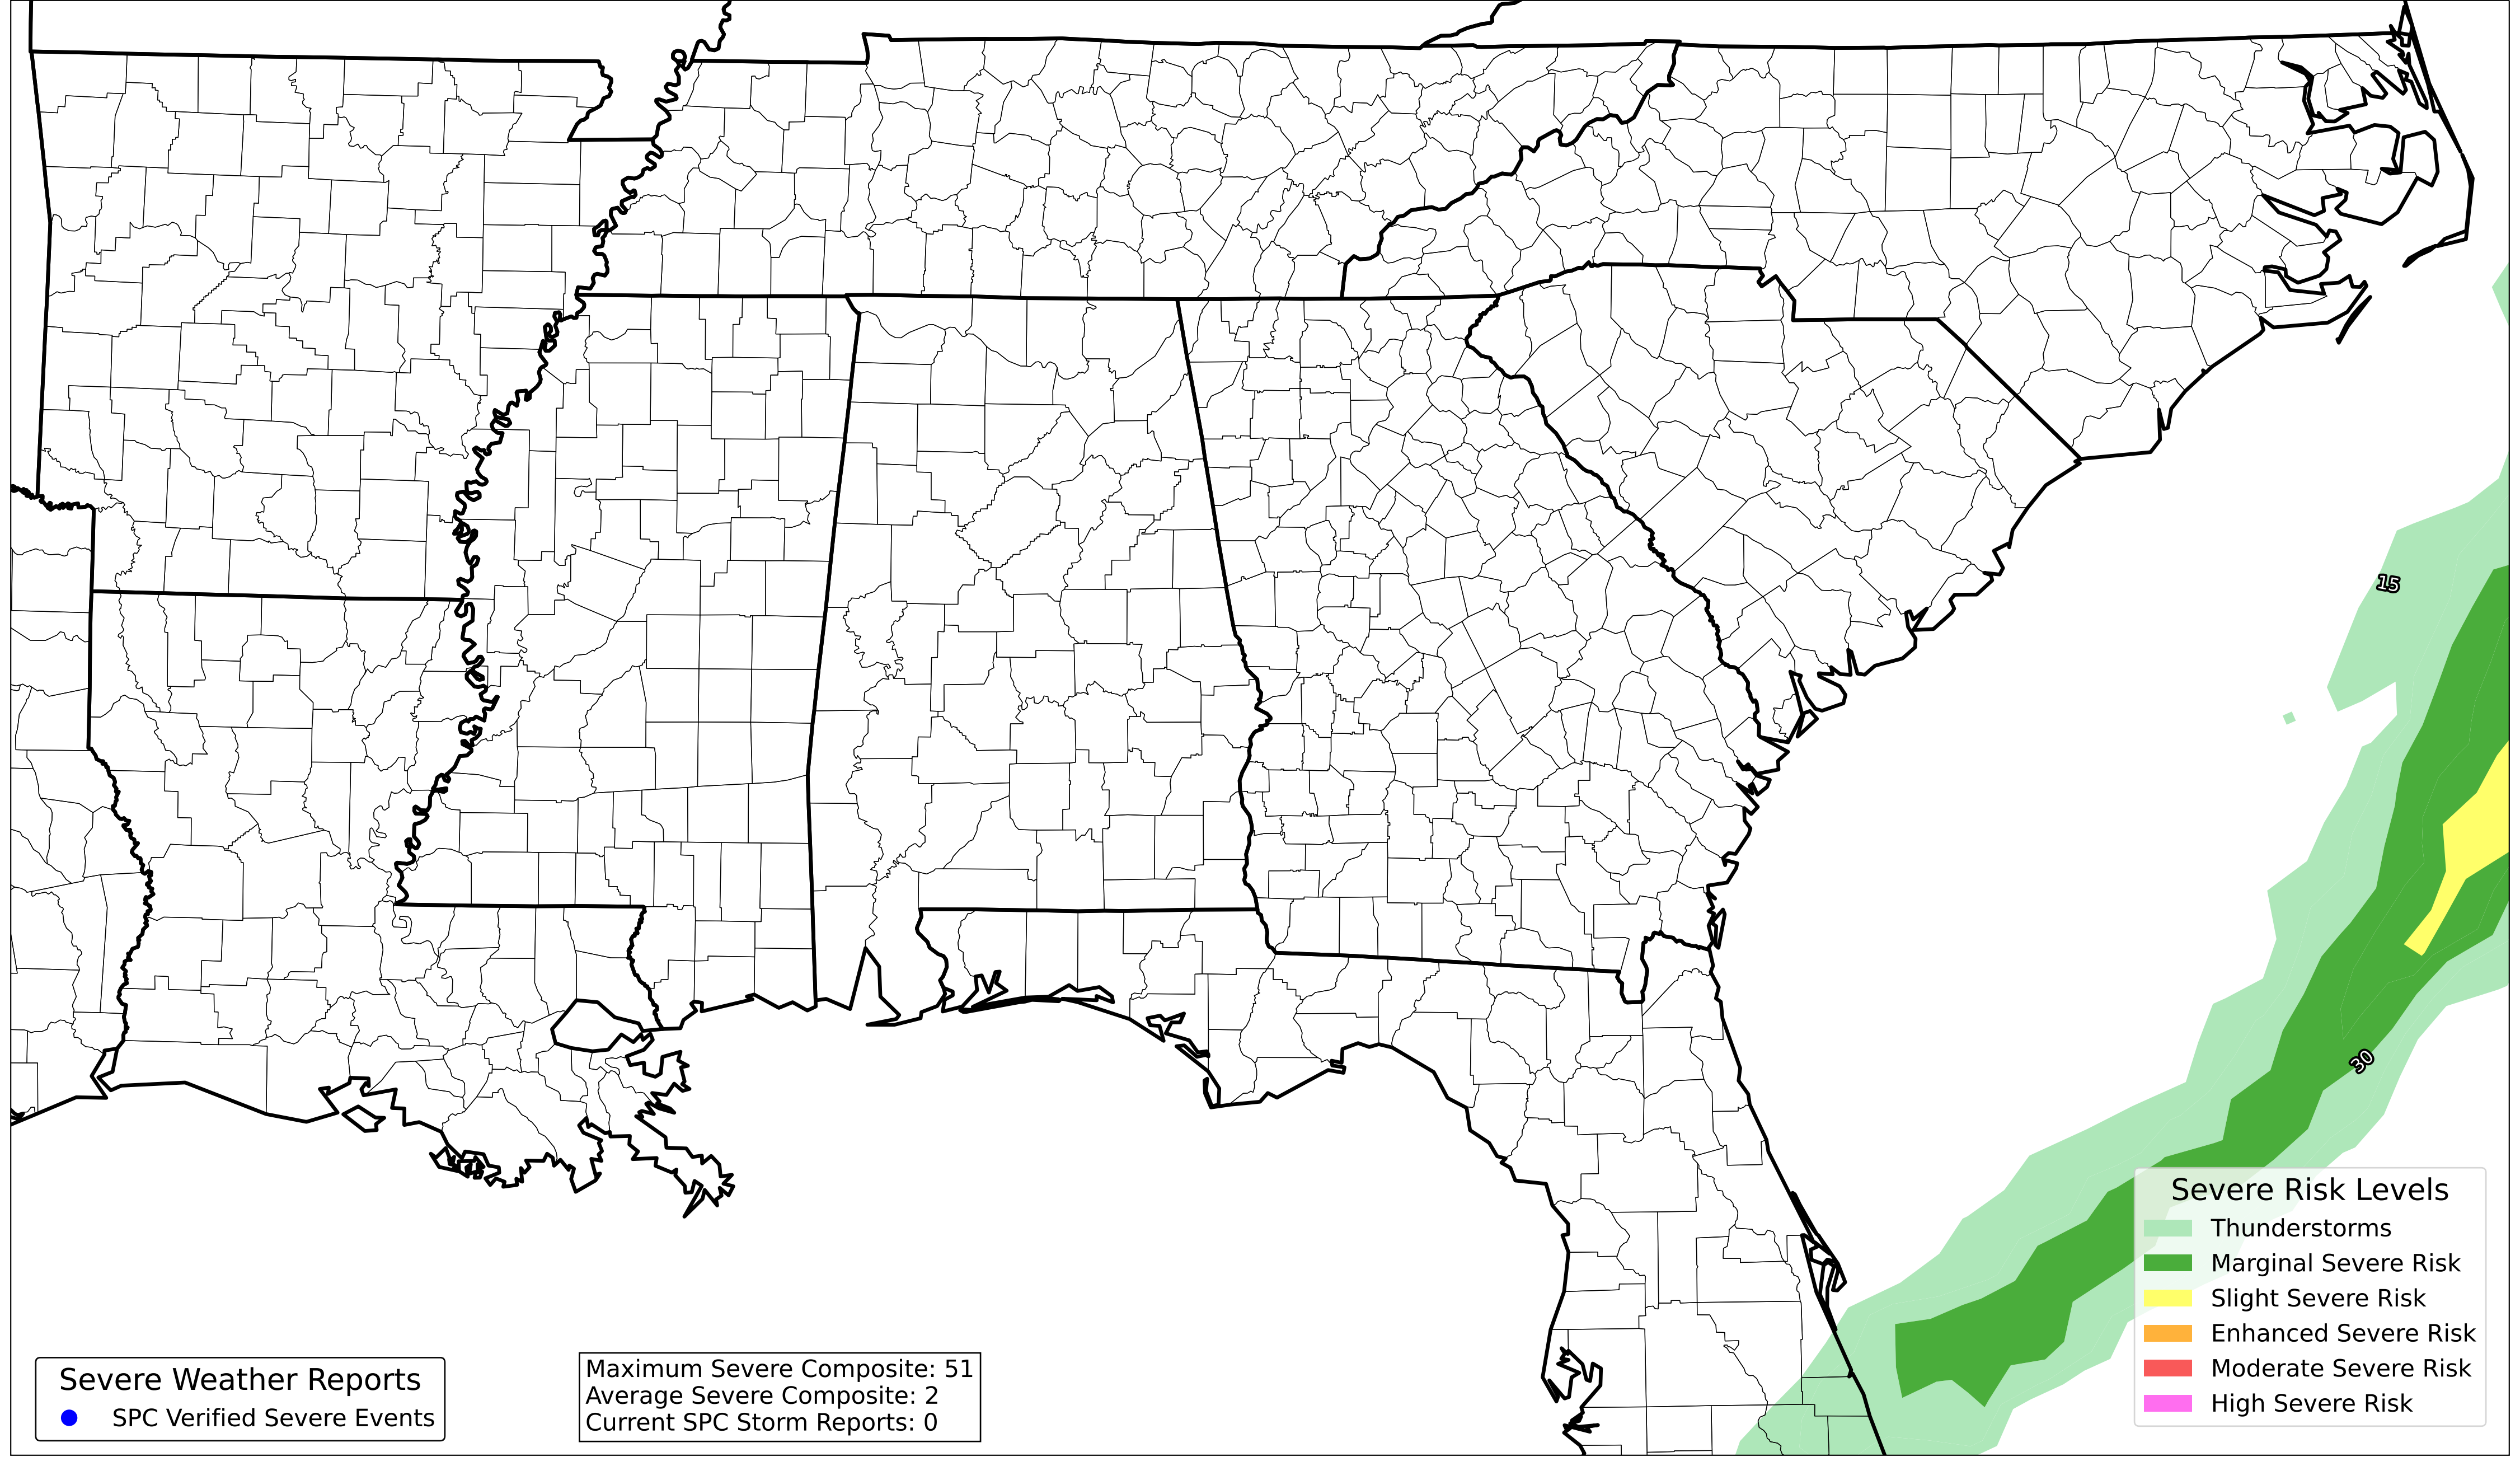 15
30
Severe Risk Levels
Thunderstorms
Marginal Severe Risk
Slight Severe Risk
Enhanced Severe Risk
Moderate Severe Risk
High Severe Risk
Severe Weather Reports
SPC Verified Severe Events
Maximum Severe Composite: 51
Average Severe Composite: 2
Current SPC Storm Reports: 0